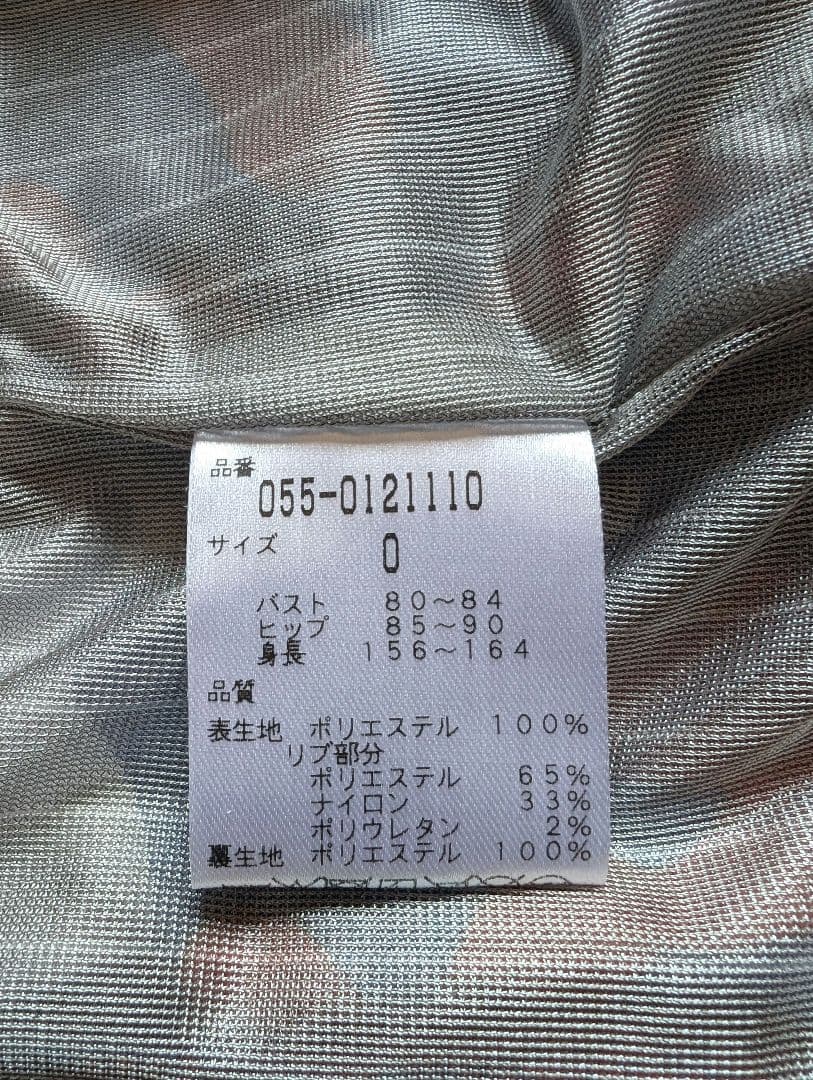 品番
055-0121110
サイズ 0
バスト 80～84
ヒップ 85～90
身長 156～164
品質
表生地 ポリエステル 100%
リブ部分
ポリエステル 65%
ナイロン 33%
ポリウレタン 2%
裏生地 ポリエステル 100%